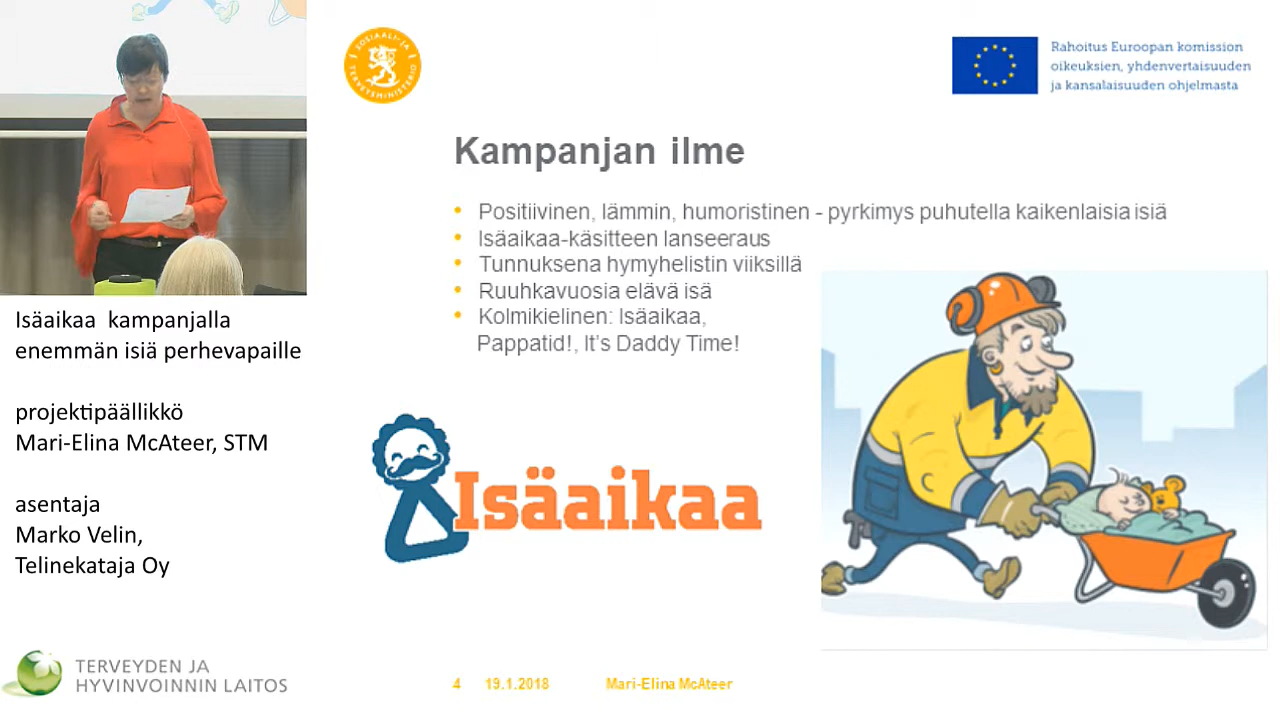 SOSIAALI- JA
TERVEYSMINISTERIÖ
Rahoitus Euroopan komission
oikeuksien, yhdenvertaisuuden
ja kansalaisuuden ohjelmasta
Kampanjan ilme
• Positiivinen, lämmin, humoristinen - pyrkimys puhutella kaikenlaisia isiä
• Isäaikaa-käsitteen lanseeraus
• Tunnuksena hymyhelistin viiksillä
• Ruuhkavuosia elävä isä
• Kolmikielinen: Isäaikaa,
Pappatid!, It's Daddy Time!
Isäaikaa
Isäaikaa kampanjalla
enemmän isiä perhevapaille
projektipäällikkö
Mari-Elina McAteer, STM
asentaja
Marko Velin,
Telinekataja Oy
TERVEYDEN JA
HYVINVOINNIN LAITOS
4 19.1.2018 Mari-Elina McAteer